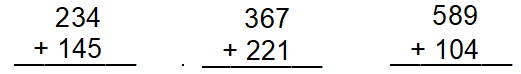 234 367 589
+ 145 . + 221 + 104